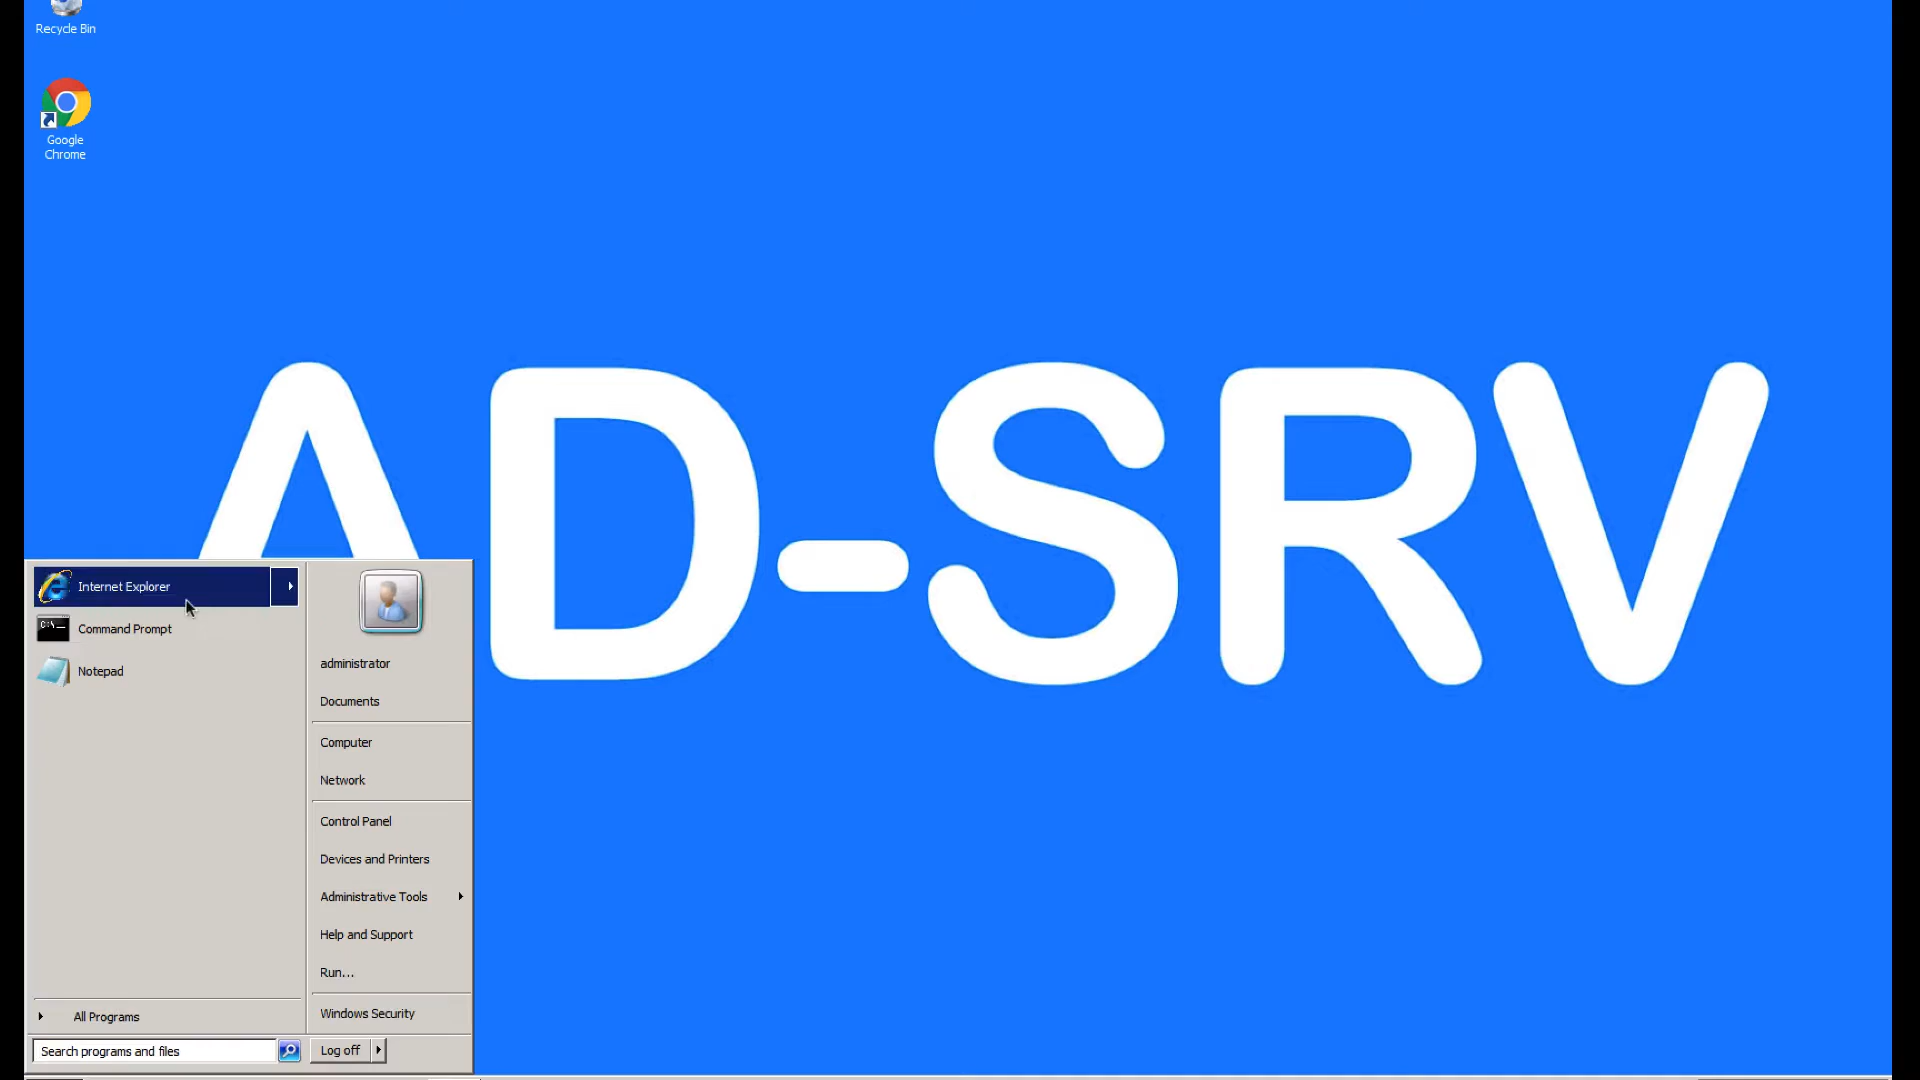 Recycle Bin
Google
Chrome
AD-SRV
Internet Explorer
C:\_
Command Prompt
Notepad
All Programs
Search programs and files
administrator
Documents
Computer
Network
Control Panel
Devices and Printers
Administrative Tools
Help and Support
Run...
Windows Security
Log off